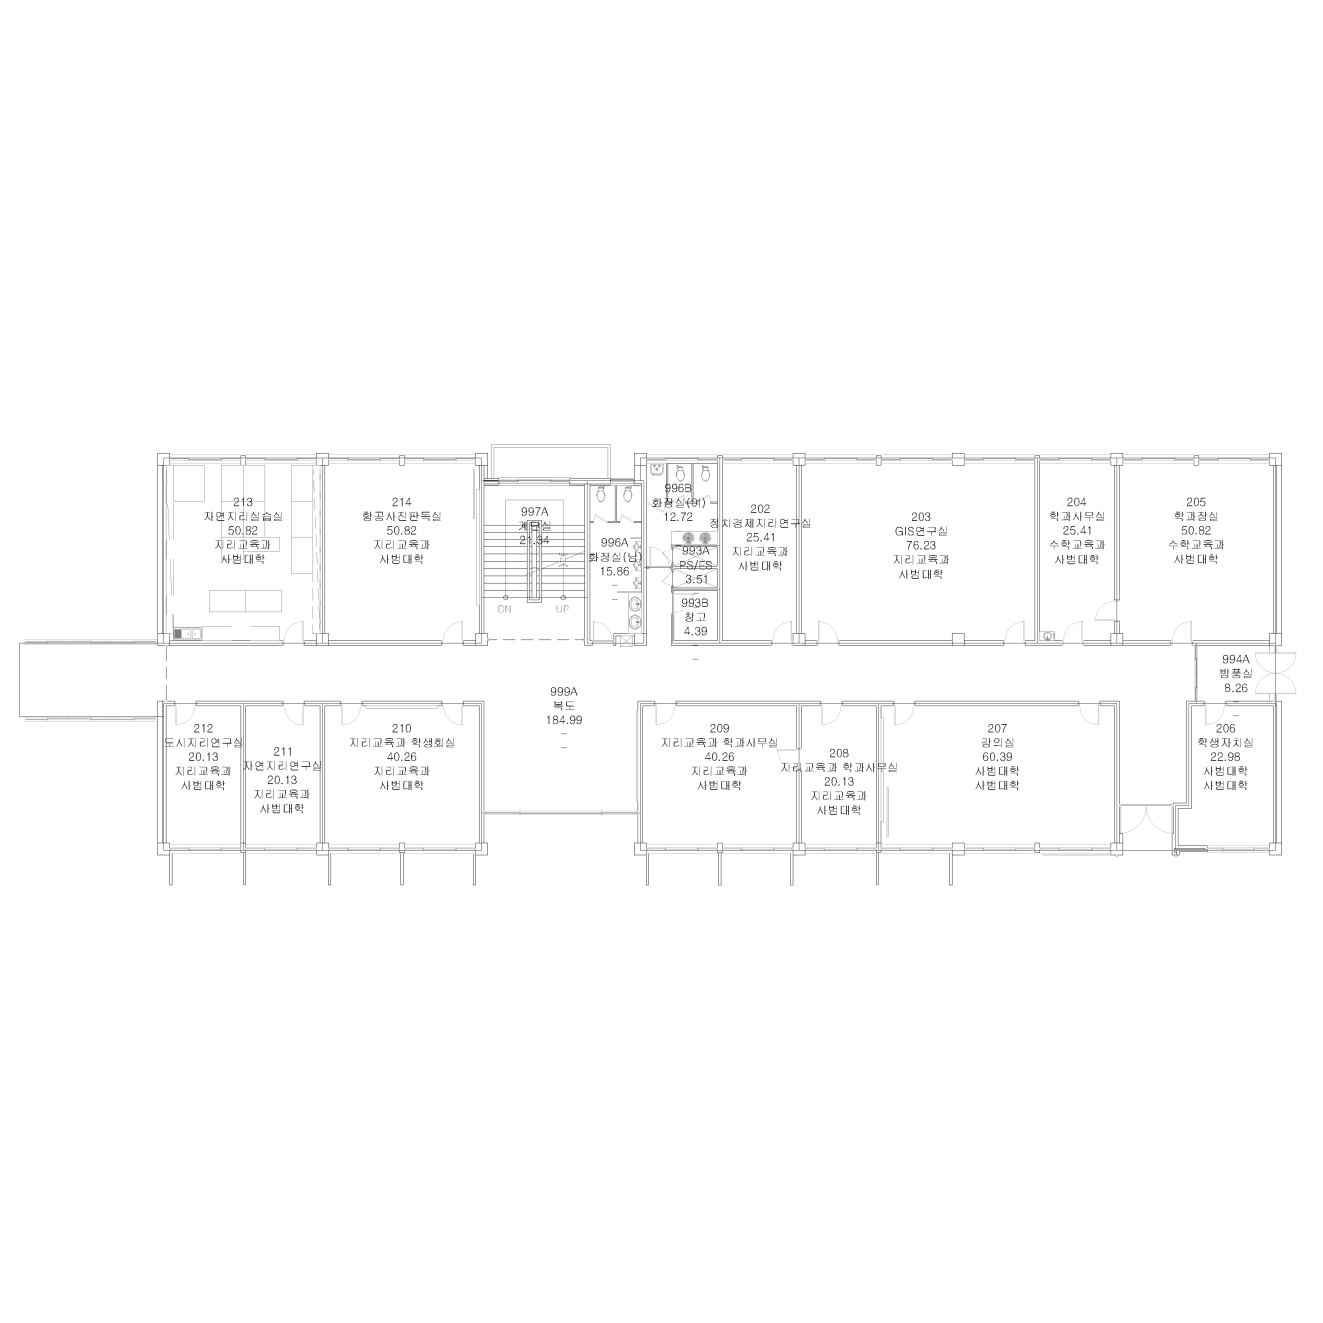 213
자연지리실습실
50.82
지리교육과
사범대학
214
항공사진판독실
50.82
지리교육과
사범대학
997A
계단실
21.34
DN
UP
996A
화장실(남)
15.86
996B
화장실(여)
12.72
993A
PS/ES
3.51
993B
창고
4.39
202
정치경제지리연구실
25.41
지리교육과
사범대학
203
GIS연구실
76.23
지리교육과
사범대학
204
학과사무실
25.41
수학교육과
사범대학
205
학과장실
50.82
수학교육과
사범대학
994A
방풍실
8.26
999A
복도
184.99
212
도시지리연구실
20.13
지리교육과
사범대학
211
자연지리연구실
20.13
지리교육과
사범대학
210
지리교육과 학생회실
40.26
지리교육과
사범대학
209
지리교육과 학과사무실
40.26
지리교육과
사범대학
208
지리교육과 학과사무실
20.13
지리교육과
사범대학
207
강의실
60.39
사범대학
사범대학
206
학생자치실
22.98
사범대학
사범대학